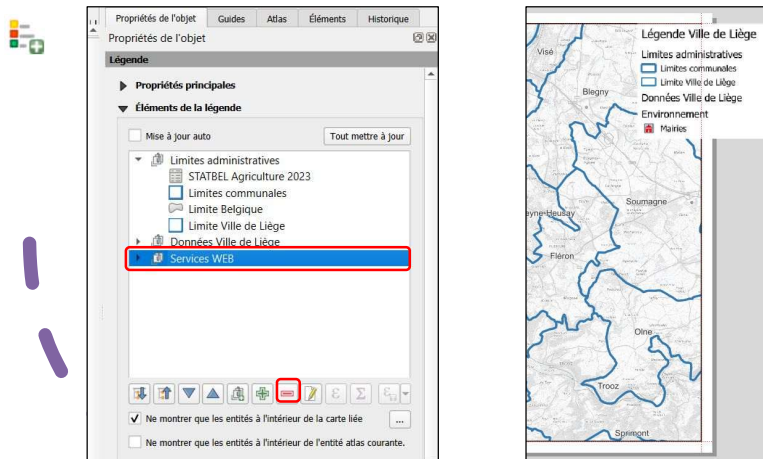 Propriétés de l'objet Guides Atlas Éléments Historique
Propriétés de l'objet
Légende
Propriétés principales
Éléments de la légende
Mise à jour auto Tout mettre à jour
Limites administratives
STATBEL Agriculture 2023
Limites communales
Limite Belgique
Limite Ville de Liège
Données Ville de Liège
Services WEB
Ne montrer que les entités à l'intérieur de la carte liée ...
Ne montrer que les entités à l'intérieur de l'entité atlas courante.
Légende Ville de Liège
Limites administratives
Limites communales
Limite Ville de Liège
Données Ville de Liège
Environnement
Mairies
Visé
Blegny
Soumagne
eyne-Heusay
Fléron
Olne
Trooz
Sprimont